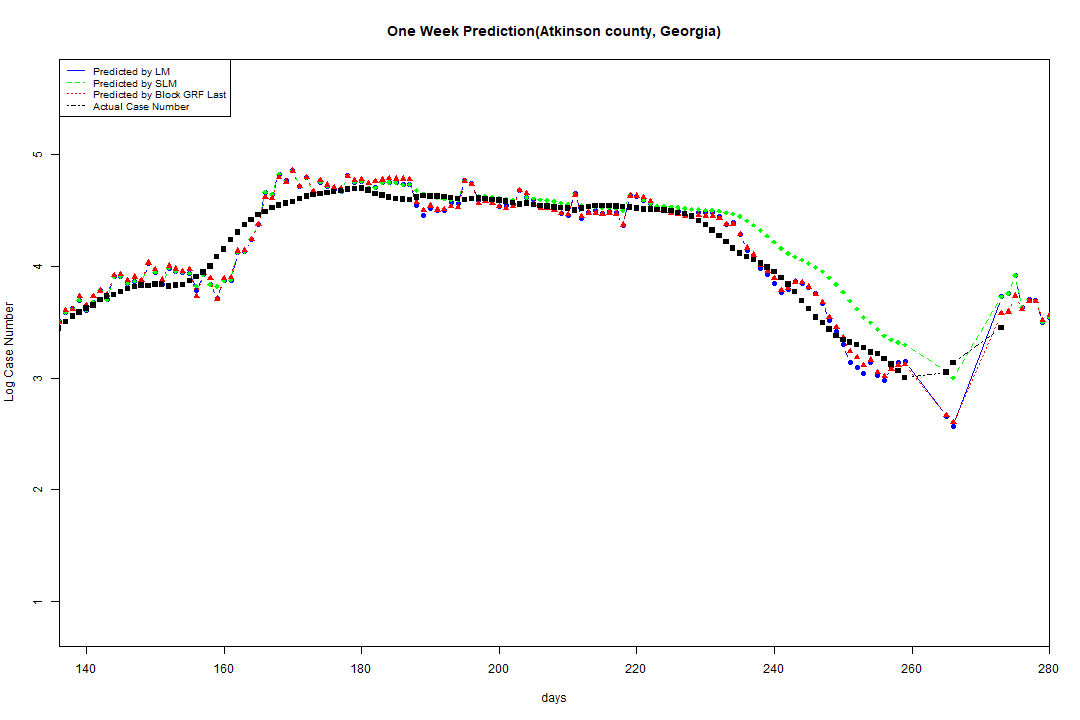 One Week Prediction(Atkinson county, Georgia)
Predicted by LM
Predicted by SLM
Predicted by Block GRF Last
Actual Case Number
5
4
3
2
1
Log Case Number
140 160 180 200 220 240 260 280
days